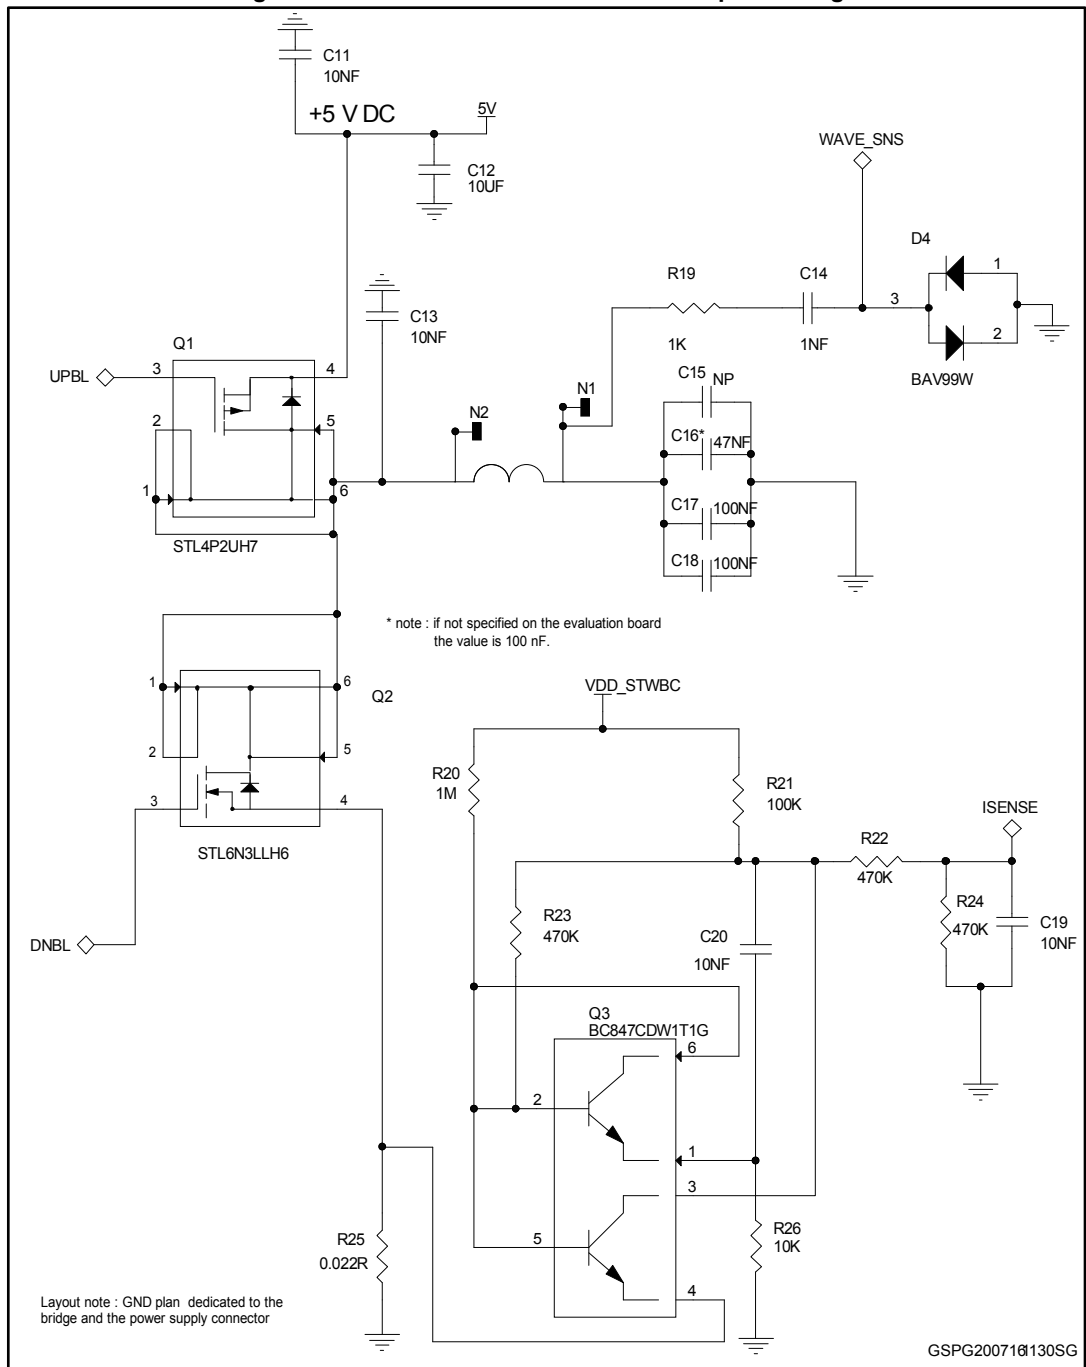 C11
10NF
+5 V DC
5V
C12
10UF
WAVE_SNS
D4
1
R19
C14
3
2
1K
1NF
BAV99W
C13
10NF
Q1
UPBL
3
4
2
5
1
6
STL4P2UH7
N2
N1
C15
NP
C16*
47NF
C17
100NF
C18
100NF
* note : if not specified on the evaluation board
the value is 100 nF.
1
6
Q2
2
5
3
4
STL6N3LLH6
DNBL
VDD_STWBC
R20
1M
R21
100K
ISENSE
R22
470K
R23
470K
C20
10NF
R24
470K
C19
10NF
Q3
BC847CDW1T1G
6
2
1
3
5
4
R26
10K
R25
0.022R
Layout note : GND plan dedicated to the
bridge and the power supply connector
GSPG200716I1130SG